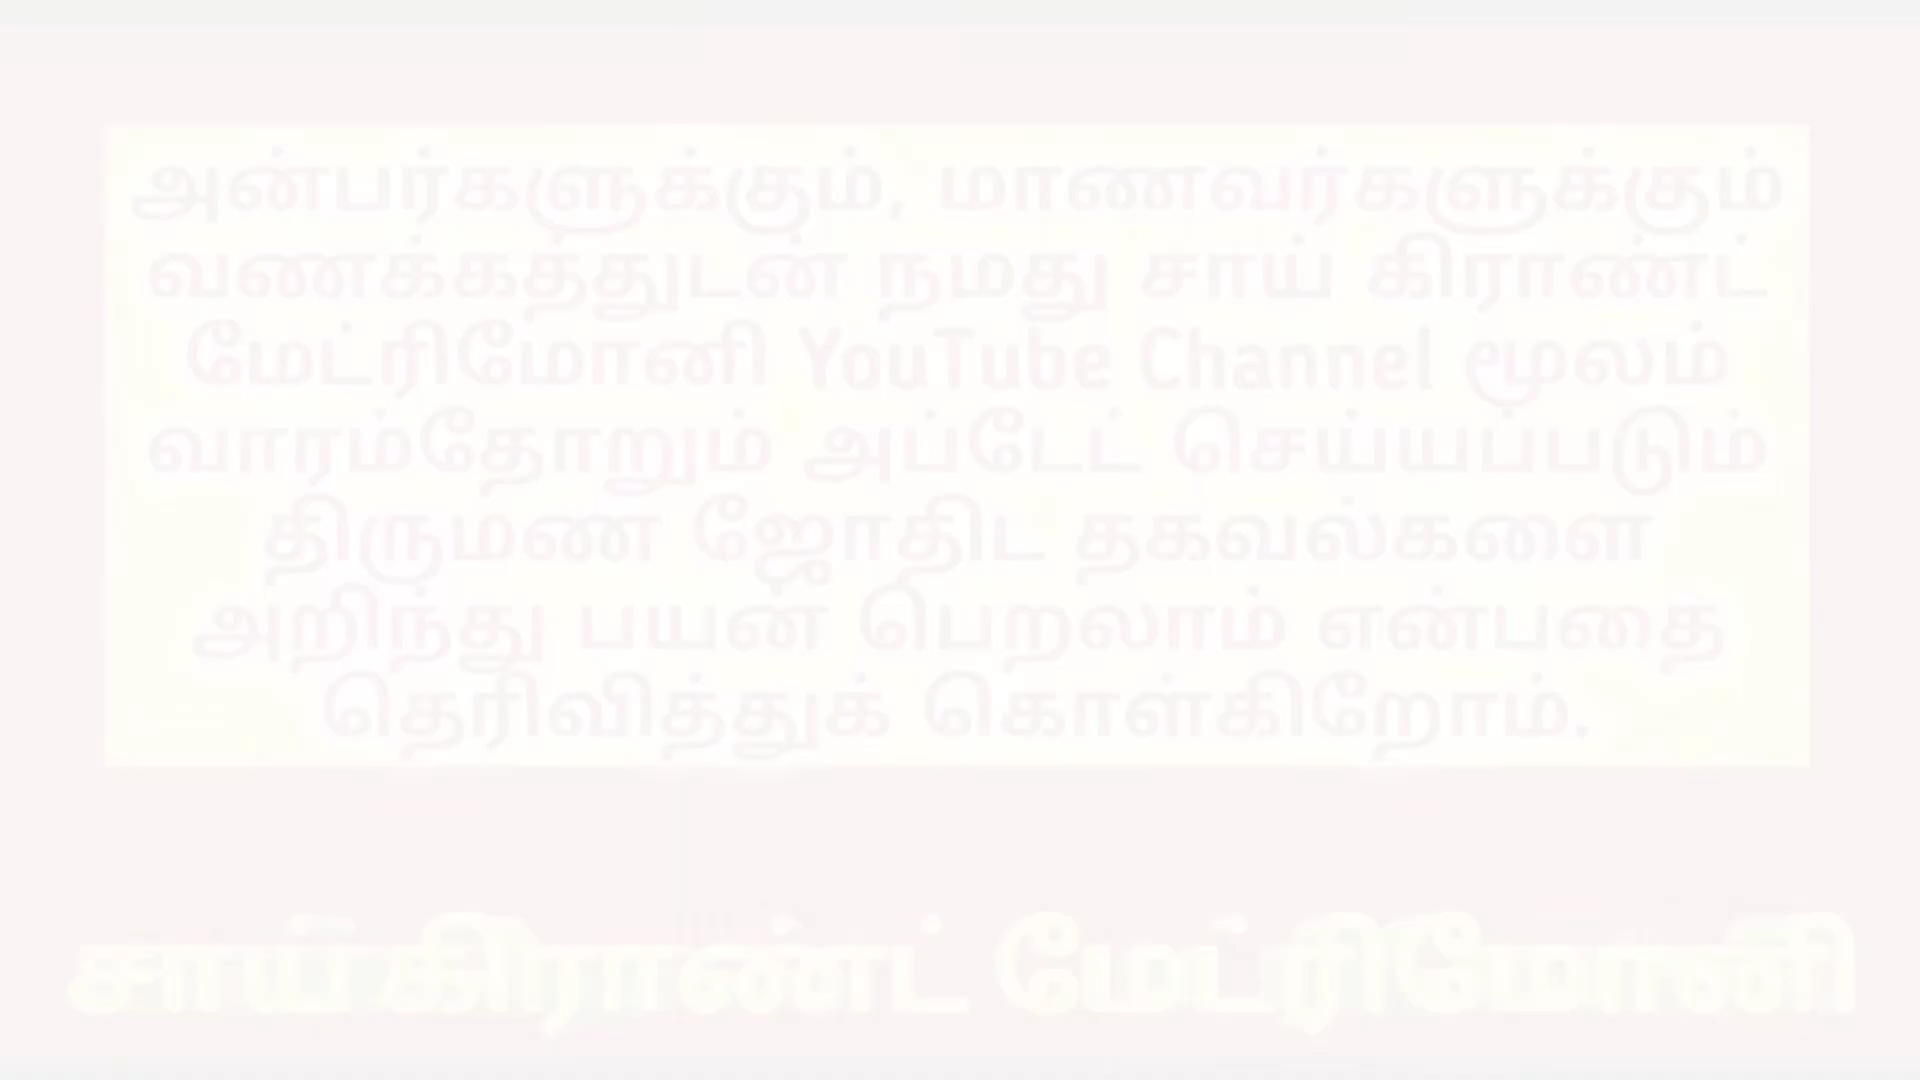 அன்பர்களுக்கும், மாணவர்களுக்கும்
வணக்கத்துடன் நமது சாய் கிராண்ட்
மேட்ரிமோனி YouTube Channel மூலம்
வாரம்தோறும் அப்டேட் செய்யப்படும்
திருமண ஜோதிட தகவல்களை
அறிந்து பயன் பெறலாம் என்பதை
தெரிவித்துக் கொள்கிறோம்.
சாய் கிராண்ட் மேட்ரிமோனி